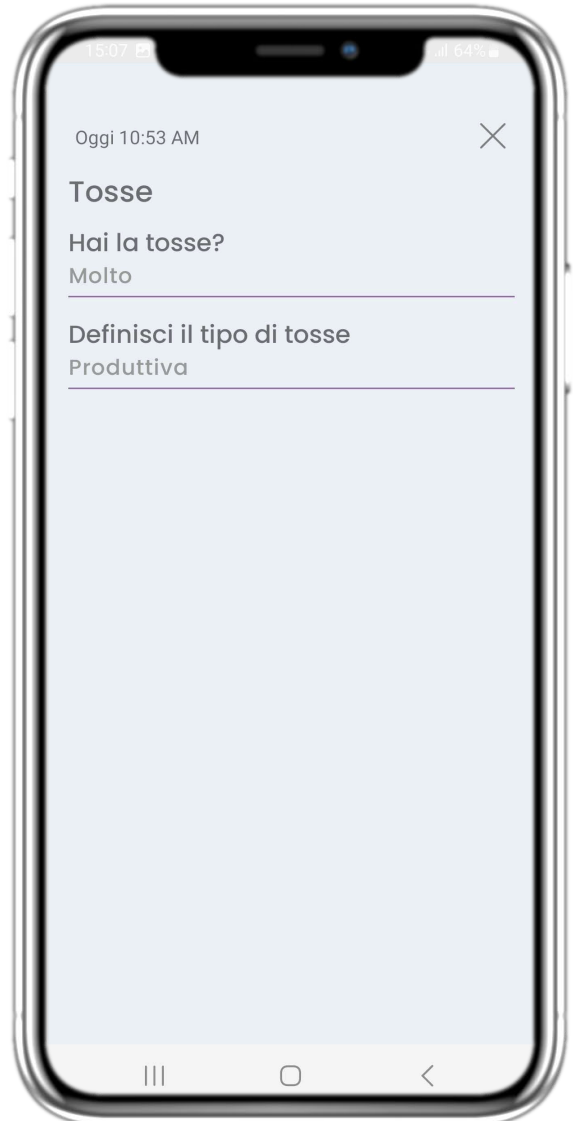 15:07 64%
Oggi 10:53 AM
Tosse
Hai la tosse?
Molto
Definisci il tipo di tosse
Produttiva